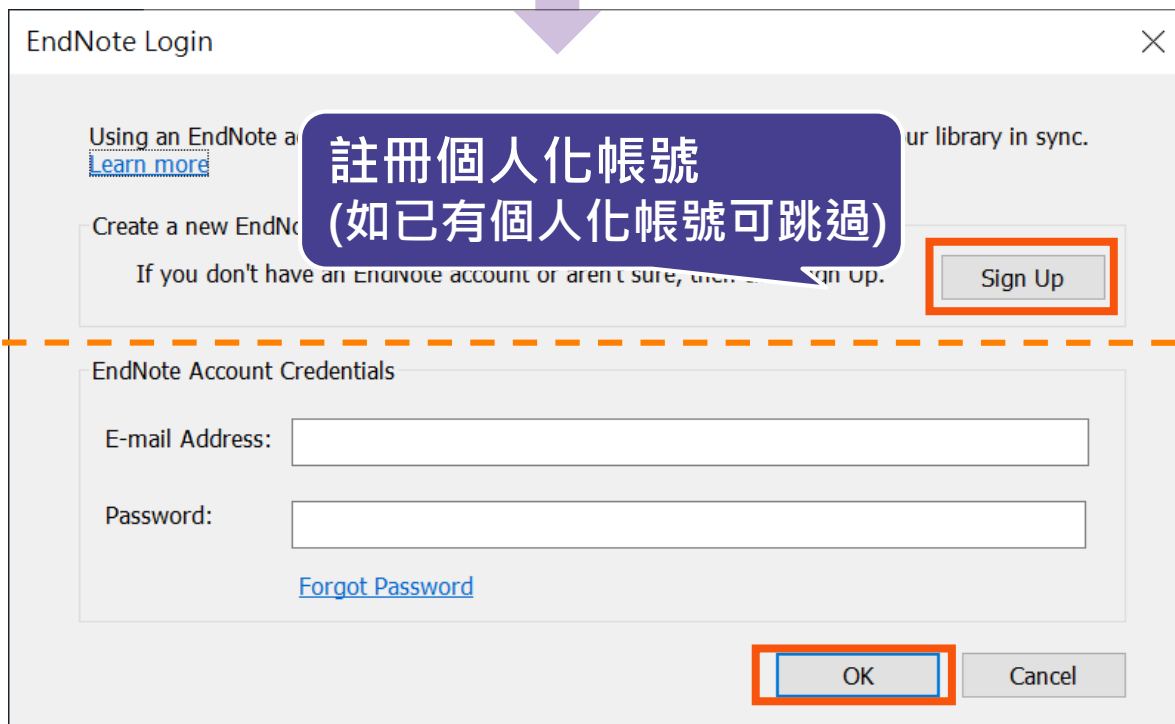 EndNote Login
Using an EndNote a
ur library in sync.
註冊個人化帳號
(如已有個人化帳號可跳過)
Learn more
Create a new EndNo
If you don't have an EndNote account or aren't sure, then
gn Up.
Sign Up
EndNote Account Credentials
E-mail Address:
Password:
Forgot Password
OK
Cancel